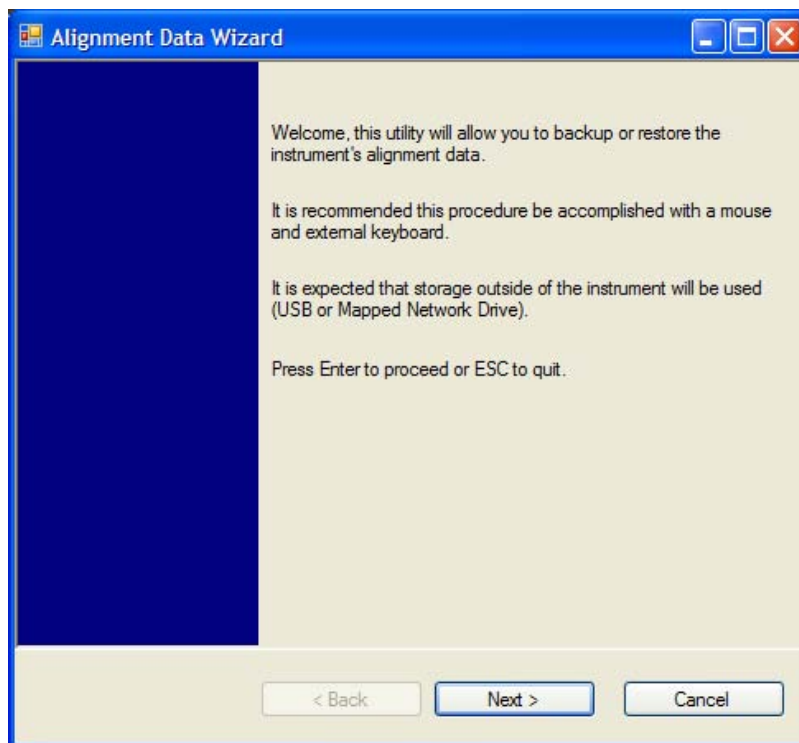 Alignment Data Wizard
Welcome, this utility will allow you to backup or restore the
instrument's alignment data.
It is recommended this procedure be accomplished with a mouse
and external keyboard.
It is expected that storage outside of the instrument will be used
(USB or Mapped Network Drive).
Press Enter to proceed or ESC to quit.
< Back
Next >
Cancel